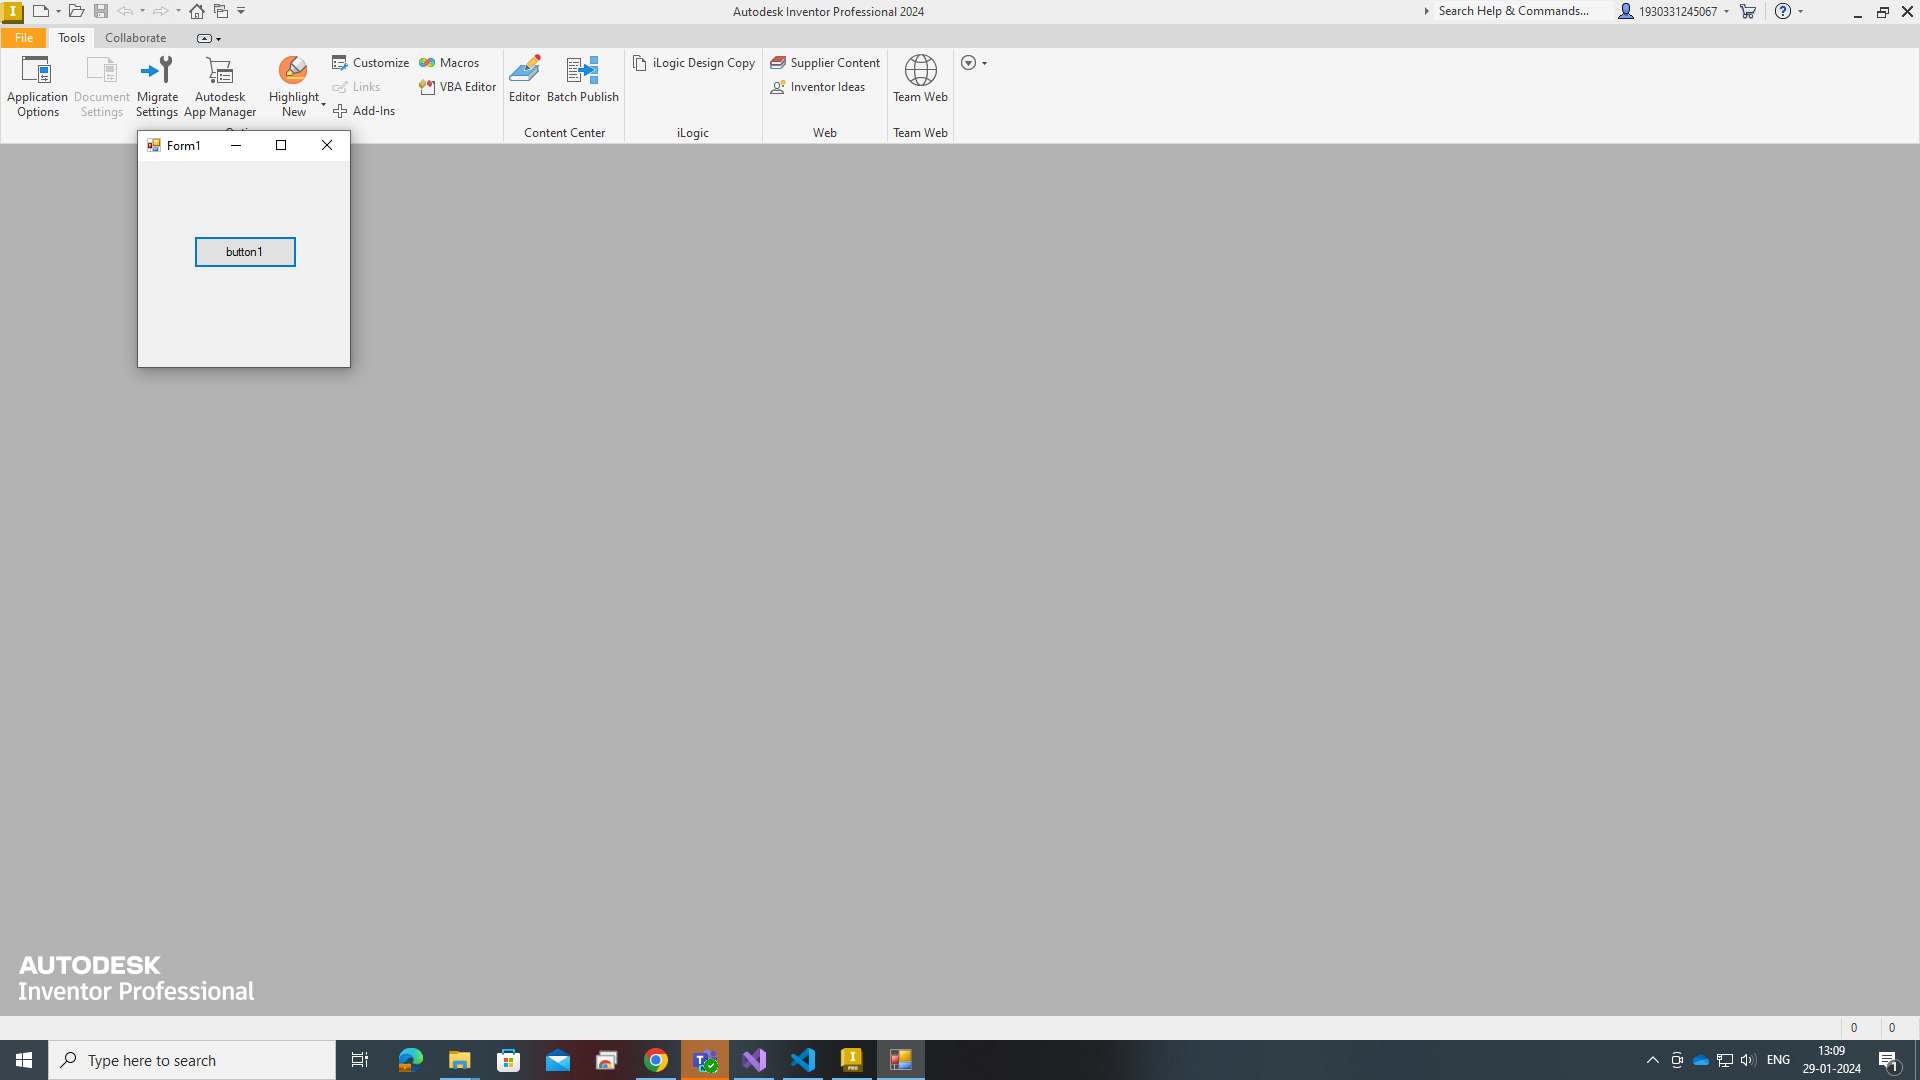 I
Autodesk Inventor Professional 2024
Search Help & Commands...
1930331245067
File
Tools
Collaborate
Application
Options
Document
Settings
Migrate
Settings
Autodesk
App Manager
Highlight
New
Customize
Links
Add-Ins
Macros
VBA Editor
Editor
Batch Publish
Content Center
iLogic Design Copy
iLogic
Supplier Content
Inventor Ideas
Web
Team Web
Team Web
Form1
button1
AUTODESK
Inventor Professional
0 0
Type here to search
I
PRO
ENG
13:09
29-01-2024
1